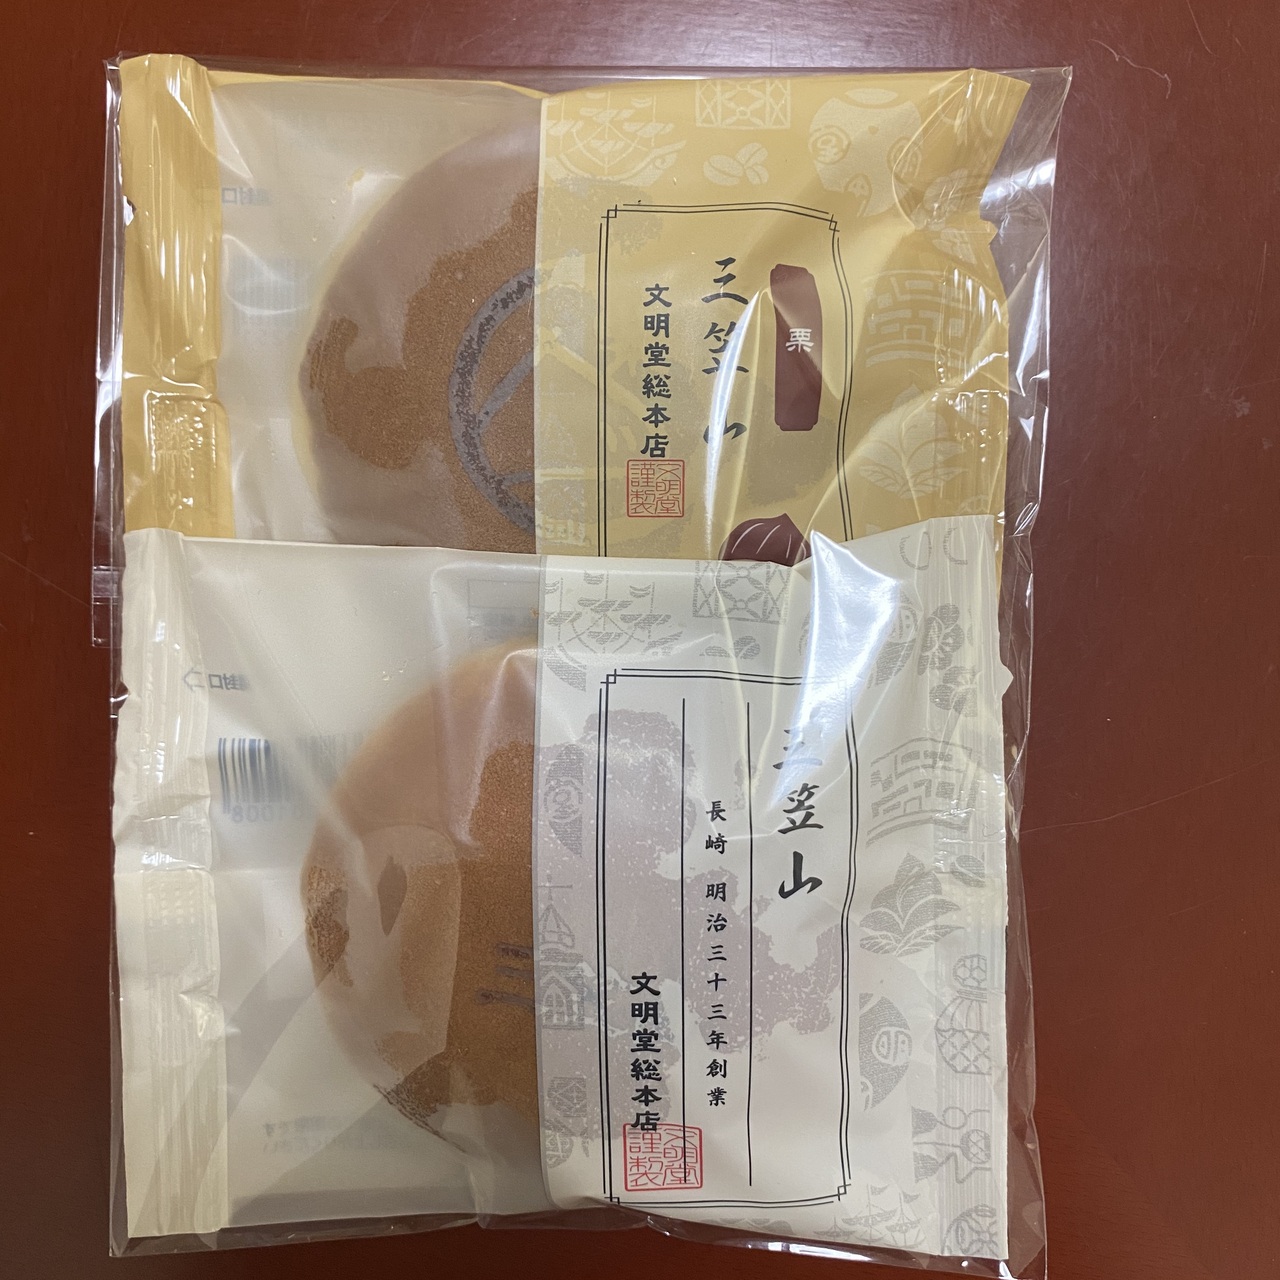 栗
三笠山
文明堂総本店
文明堂
謹製
三笠山
長崎 明治三十三年創業
文明堂総本店
文明堂
謹製